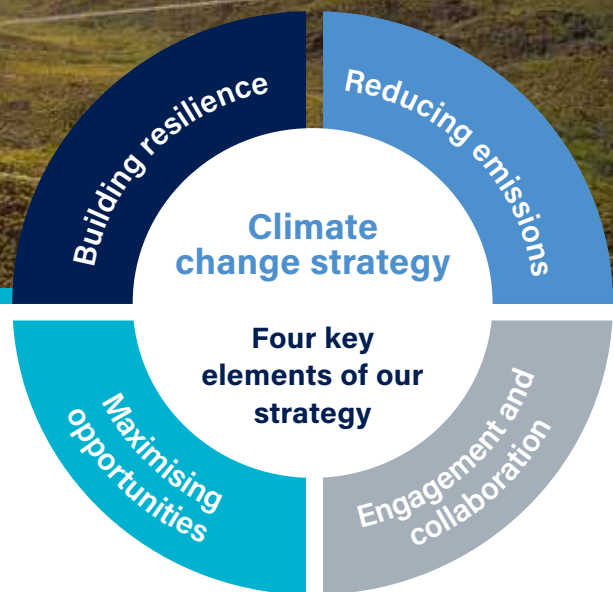 Building resilience
Reducing emissions
Climate
change strategy
Four key
elements of our
strategy
Maximising
opportunities
Engagement and
collaboration